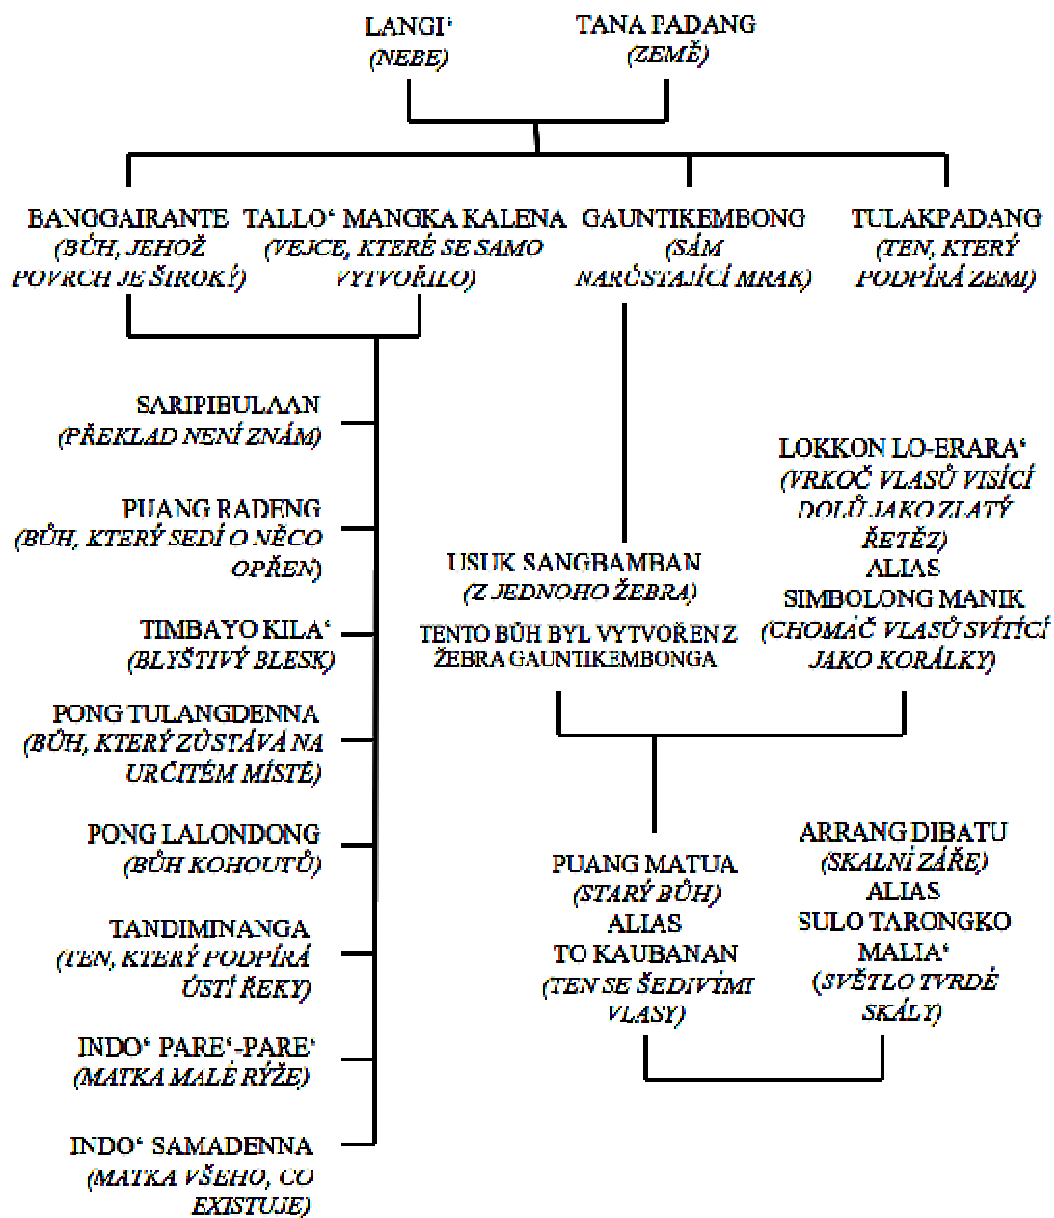 LANGI‘
(NEBE)
TANA PADANG
(ZEMĚ)
BANGGAIRANTE
(BŮH, JEHOŽ
POVRCH JE ŠIROKÝ)
TALLO‘ MANGKA KALENA
(VEJCE, KTERÉ SE SAMO
VYTVOŘILO)
GAUNTIKEMBONG
(SÁM
NARŮSTAJÍCÍ MRAK)
TULAKPADANG
(TEN, KTERÝ
PODPÍRÁ ZEMI)
SARIPIBULAAN
(PŘEKLAD NENÍ ZNÁM)
PUANG RADENG
(BŮH, KTERÝ SEDÍ O NĚCO
OPŘEN)
TIMBAYO KILA‘
(BLYŠTIVÝ BLESK)
PONG TULANGDENNA
(BŮH, KTERÝ ZŮSTÁVÁ NA
URČITÉM MÍSTĚ)
PONG LALONDONG
(BŮH KOHOUTŮ)
TANDIMINANGA
(TEN, KTERÝ PODPÍRÁ
ÚSTÍ ŘEKY)
INDO‘ PARE‘-PARE‘
(MATKA MALÉ RÝŽE)
INDO‘ SAMADENNA
(MATKA VŠEHO, CO
EXISTUJE)
USUK SANGBAMBAN
(Z JEDNOHO ŽEBRA)
TENTO BŮH BYL VYTVOŘEN Z
ŽEBRA GAUNTIKEMBONGA
LOKKON LO-ERARA‘
(VRKOČ VLASŮ VISÍCÍ
DOLŮ JAKO ZLATÝ
ŘETĚZ)
ALIAS
SIMBOLONG MANIK
(CHOMÁČ VLASŮ SVÍTÍCÍ
JAKO KORÁLKY)
PUANG MATUA
(STARÝ BŮH)
ALIAS
TO KAUBANAN
(TEN SE ŠEDIVÝMI
VLASY)
ARRANG DIBATU
(SKALNÍ ZÁŘE)
ALIAS
SULO TARONGKO
MALIA‘
(SVĚTLO TVRDÉ
SKÁLY)